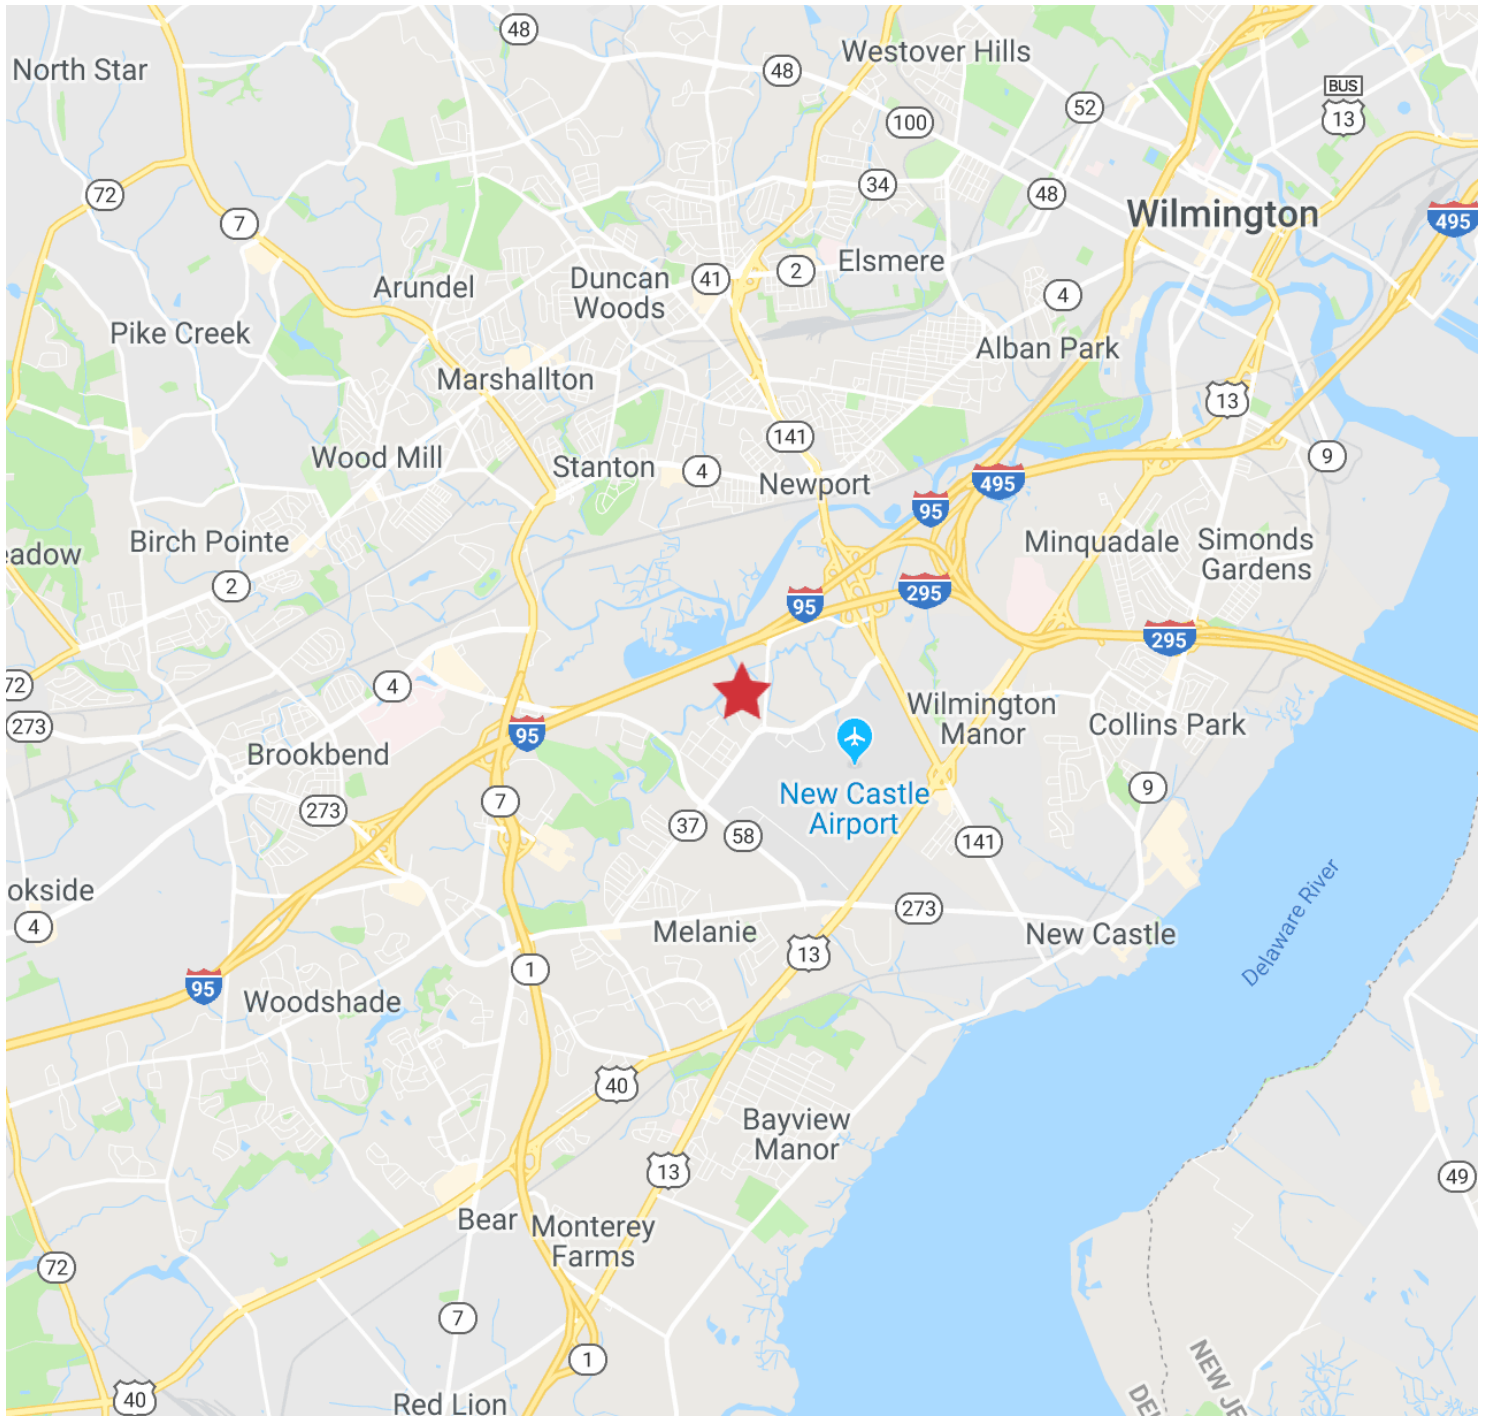 48
Westover Hills
North Star
48
BUS
13
52
100
34
48
72
7
Wilmington
495
Elsmere
41
2
Duncan
Woods
Arundel
4
Pike Creek
Alban Park
Marshallton
13
141
Wood Mill
Stanton
4
Newport
9
495
95
Birch Pointe
eadow
Minquadale
Simonds
Gardens
2
95
295
295
72
4
273
95
Wilmington
Manor
Collins Park
Brookbend
New Castle
Airport
9
7
273
37
58
141
okside
4
273
Melanie
New Castle
13
Delaware River
1
95
Woodshade
40
Bayview
Manor
13
49
Bear
Monterey
Farms
72
7
1
40
Red Lion
NEW JE
DEL